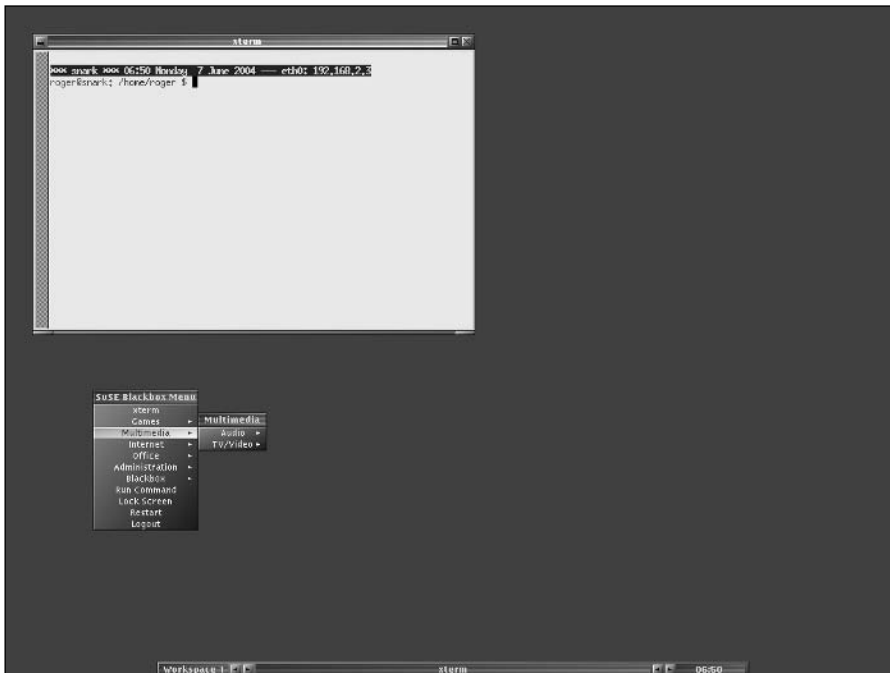 xterm
*** snark *** 06:50 Monday  7 June 2004 --- eth0: 192.168.2.3
roger@snark: /home/roger $
SuSE Blackbox Menu
xterm
Games
Multimedia
Internet
Office
Administration
Blackbox
Run Command
Lock Screen
Restart
Logout
Multimedia
Audio
TV/Video
Workspace 1
xterm
06:50